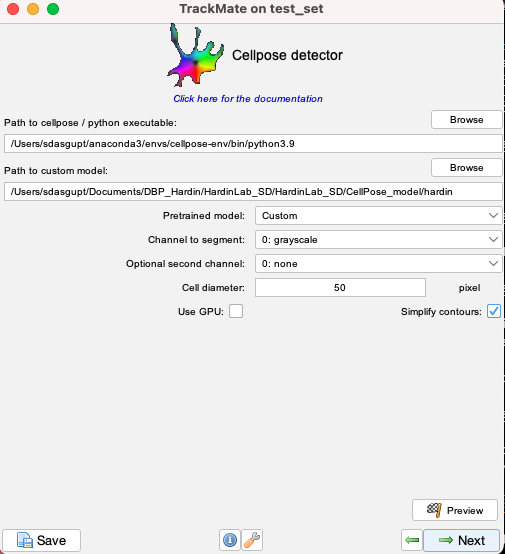 TrackMate on test_set
Cellpose detector
Click here for the documentation
Path to cellpose / python executable:
Browse
/Users/sdasgupt/anaconda3/envs/cellpose-env/bin/python3.9
Path to custom model:
Browse
/Users/sdasgupt/Documents/DBP_Hardin/HardinLab_SD/HardinLab_SD/CellPose_model/hardin
Pretrained model: Custom
Channel to segment: 0: grayscale
Optional second channel: 0: none
Cell diameter: 50 pixel
Use GPU: Simplify contours:
Preview
Save Next